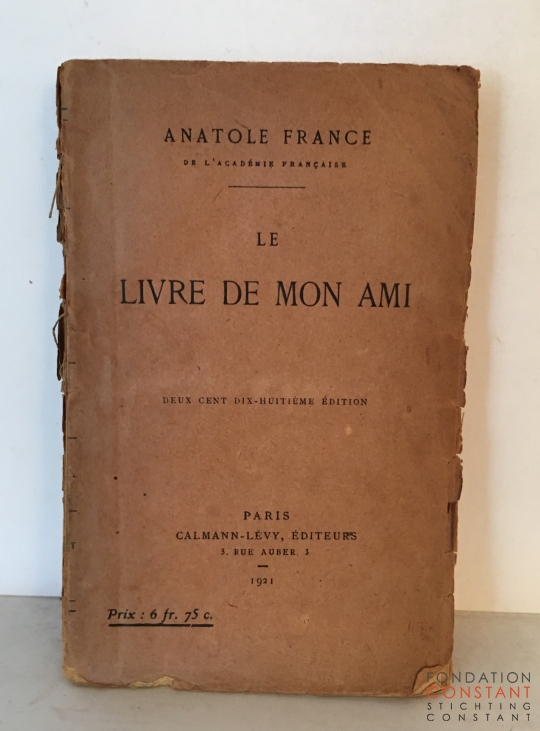 ANATOLE FRANCE
DE L'ACADÉMIE FRANÇAISE
LE
LIVRE DE MON AMI
DEUX CENT DIX-HUITIÈME ÉDITION
PARIS
CALMANN-LÉVY, ÉDITEURS
3, RUE AUBER, 3
1921
Prix : 6 fr. 75 c.
FONDATION
CONSTANT
STICHTING
CONSTANT